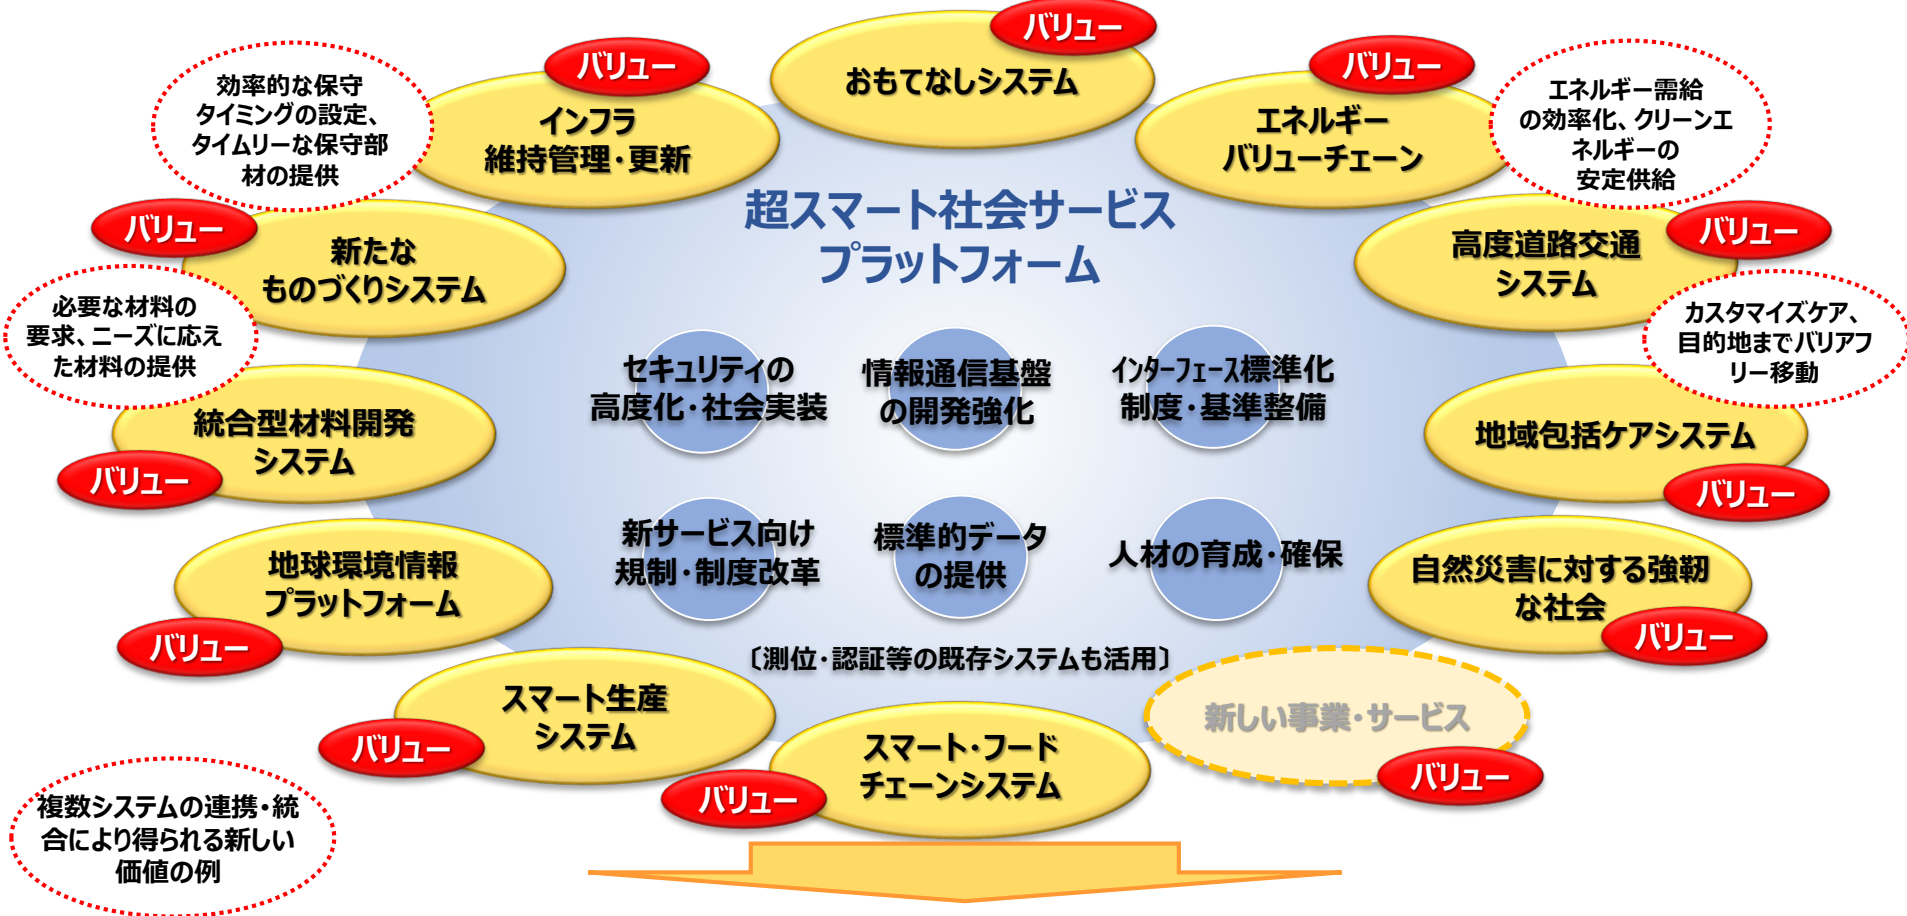 バリュー
おもてなしシステム
バリュー
インフラ
維持管理・更新
バリュー
エネルギー
バリューチェーン
効率的な保守
タイミングの設定、
タイムリーな保守部
材の提供
エネルギー需給
の効率化、クリーンエ
ネルギーの
安定供給
超スマート社会サービス
プラットフォーム
バリュー
新たな
ものづくりシステム
バリュー
高度道路交通
システム
必要な材料の
要求、ニーズに応え
た材料の提供
カスタマイズケア、
目的地までバリアフ
リー移動
セキュリティの
高度化・社会実装
情報通信基盤
の開発強化
インターフェース標準化
制度・基準整備
統合型材料開発
システム
バリュー
地域包括ケアシステム
バリュー
新サービス向け
規制・制度改革
標準的データ
の提供
人材の育成・確保
地球環境情報
プラットフォーム
バリュー
自然災害に対する強靭
な社会
バリュー
〔測位・認証等の既存システムも活用〕
スマート生産
システム
バリュー
スマート・フード
チェーンシステム
バリュー
新しい事業・サービス
バリュー
複数システムの連携・統
合により得られる新しい
価値の例